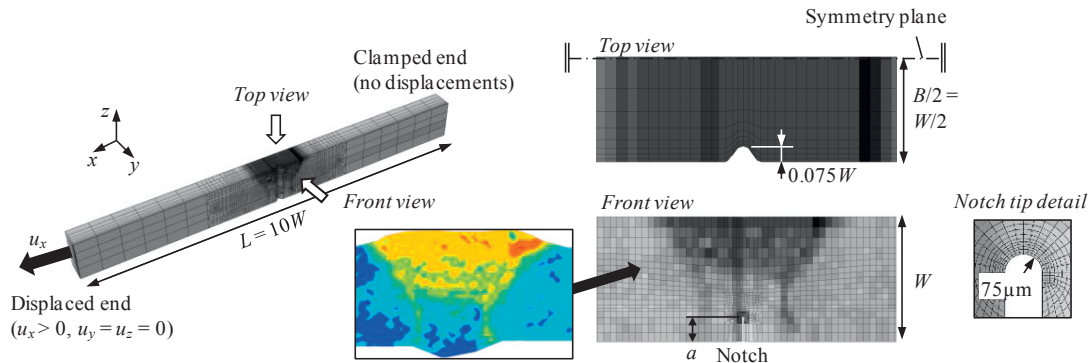 Clamped end
(no displacements)
Top view
z
x
y
Front view
L = 10W
u_x
Displaced end
(u_x > 0, u_y = u_z = 0)
Symmetry plane
Top view
B/2 =
W/2
0.075W
Front view
W
a
Notch
Notch tip detail
75μm